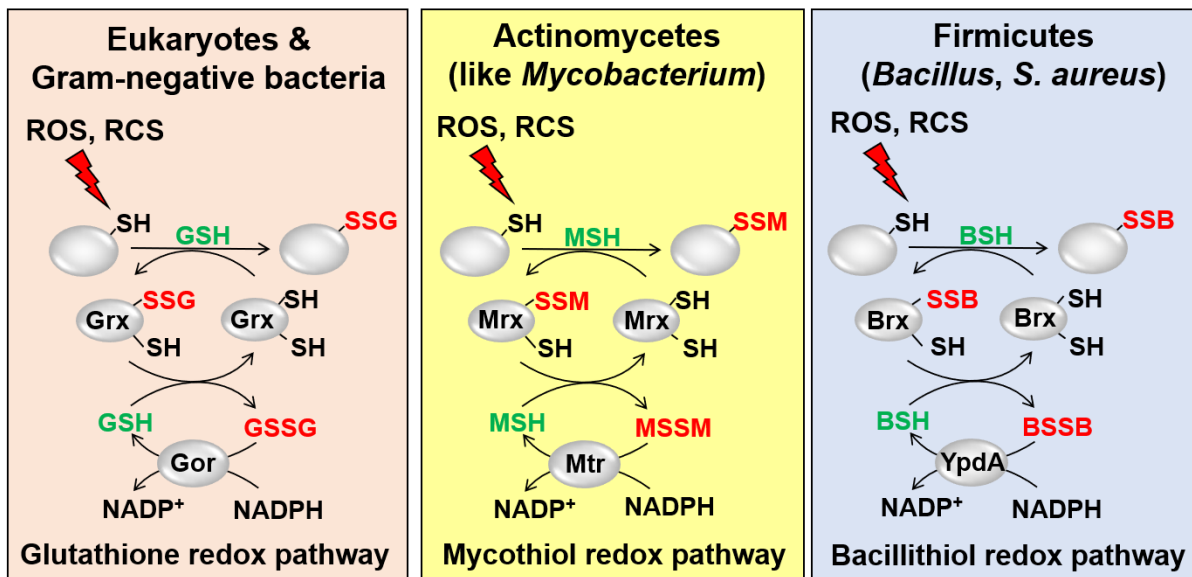 Eukaryotes &
Gram-negative bacteria
ROS, RCS
SH
GSH
SSG
Grx
SSG
SH
Grx
SH
SH
GSH
GSSG
Gor
NADP+
NADPH
Glutathione redox pathway
Actinomycetes
(like Mycobacterium)
ROS, RCS
SH
MSH
SSM
Mrx
SSM
SH
Mrx
SH
SH
MSH
MSSM
Mtr
NADP+
NADPH
Mycothiol redox pathway
Firmicutes
(Bacillus, S. aureus)
ROS, RCS
SH
BSH
SSB
Brx
SSB
SH
Brx
SH
SH
BSH
BSSB
YpdA
NADP+
NADPH
Bacillithiol redox pathway